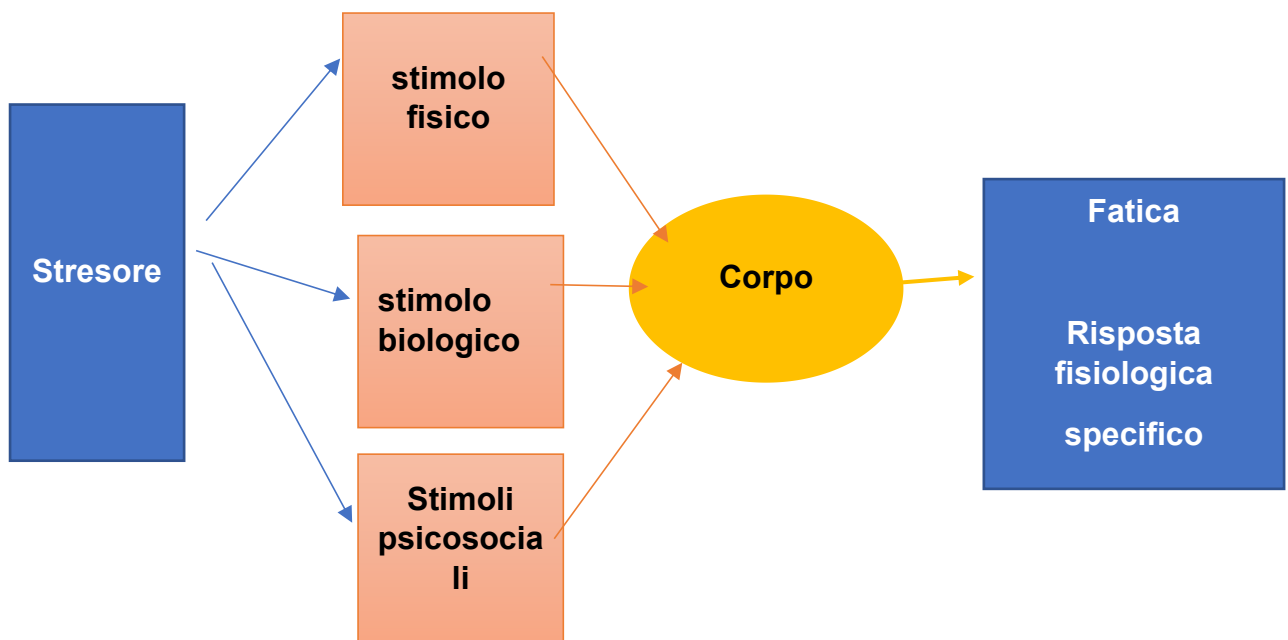 stimolo
fisico
Stresore
stimolo
biologico
Stimoli
psicosocia
li
Corpo
Fatica
Risposta
fisiologica
specifico